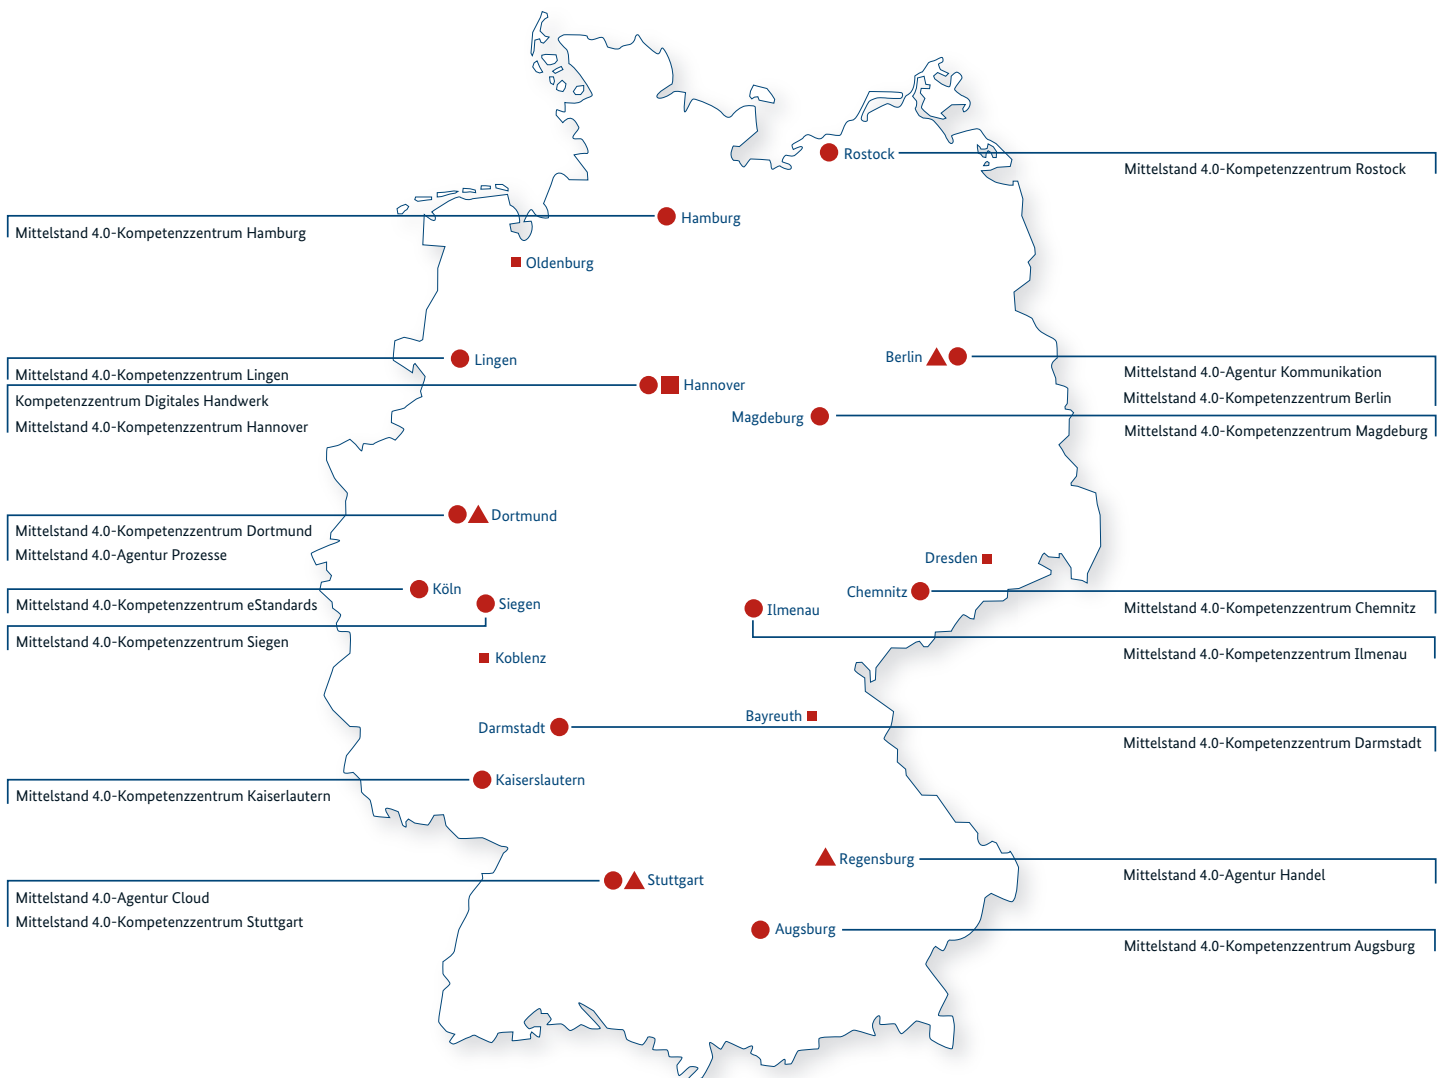 Rostock
Mittelstand 4.0-Kompetenzzentrum Rostock
Hamburg
Mittelstand 4.0-Kompetenzzentrum Hamburg
Oldenburg
Lingen
Mittelstand 4.0-Kompetenzzentrum Lingen
Berlin
Mittelstand 4.0-Agentur Kommunikation
Mittelstand 4.0-Kompetenzzentrum Berlin
Hannover
Kompetenzzentrum Digitales Handwerk
Mittelstand 4.0-Kompetenzzentrum Hannover
Magdeburg
Mittelstand 4.0-Kompetenzzentrum Magdeburg
Dortmund
Mittelstand 4.0-Kompetenzzentrum Dortmund
Mittelstand 4.0-Agentur Prozesse
Dresden
Köln
Mittelstand 4.0-Kompetenzzentrum eStandards
Chemnitz
Mittelstand 4.0-Kompetenzzentrum Chemnitz
Siegen
Mittelstand 4.0-Kompetenzzentrum Siegen
Ilmenau
Mittelstand 4.0-Kompetenzzentrum Ilmenau
Koblenz
Bayreuth
Darmstadt
Mittelstand 4.0-Kompetenzzentrum Darmstadt
Kaiserslautern
Mittelstand 4.0-Kompetenzzentrum Kaiserlautern
Regensburg
Mittelstand 4.0-Agentur Handel
Stuttgart
Mittelstand 4.0-Agentur Cloud
Mittelstand 4.0-Kompetenzzentrum Stuttgart
Augsburg
Mittelstand 4.0-Kompetenzzentrum Augsburg